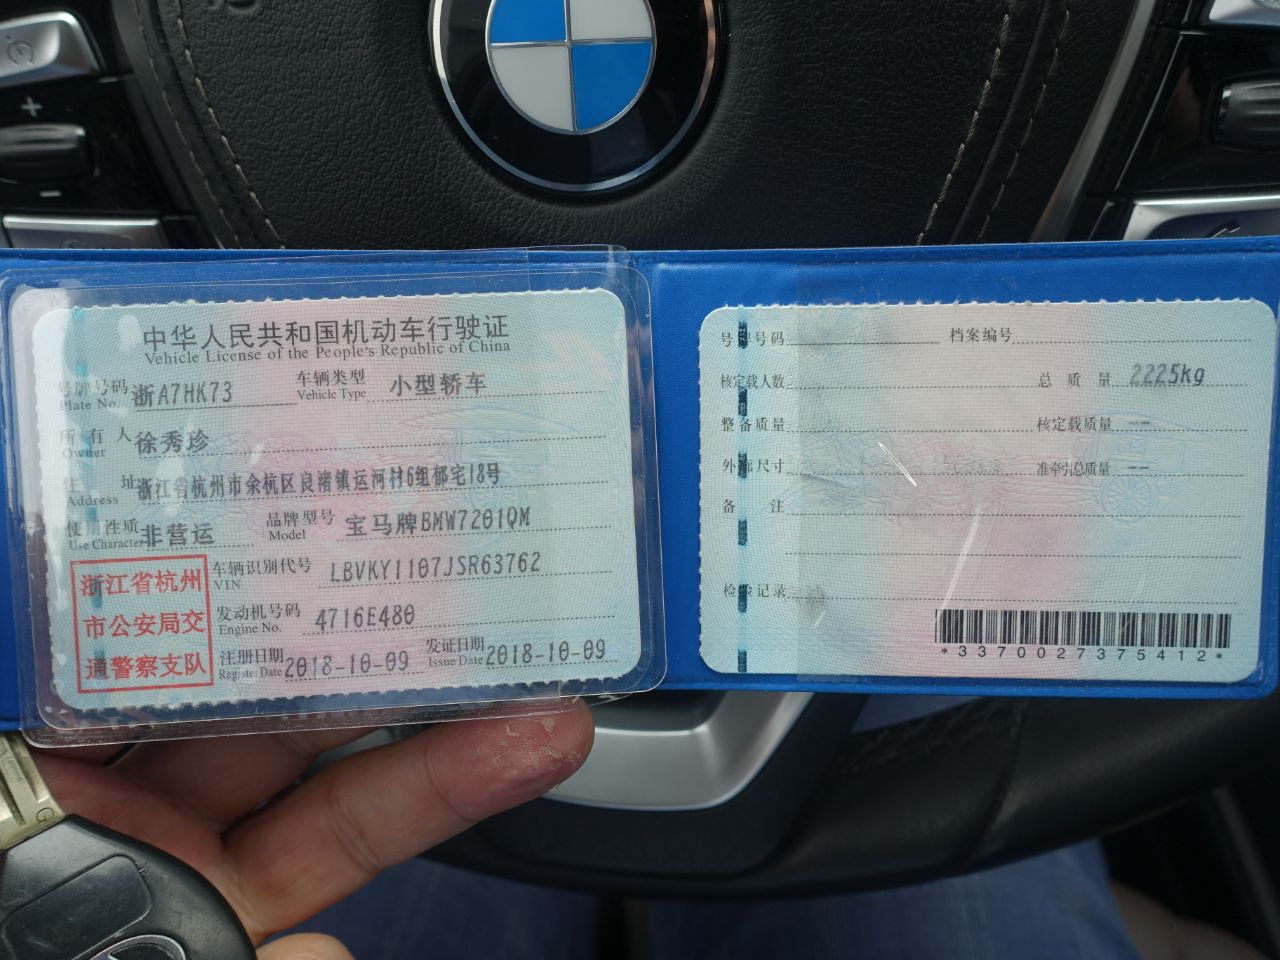 中华人民共和国机动车行驶证
Vehicle License of the People's Republic of China
号牌号码 浙A7HK73 车辆类型 小型轿车
Plate No. Vehicle Type
所有人 徐秀珍
Owner
住址 浙江省杭州市余杭区良渚镇运河村6组郁宅18号
Address
使用性质 非营运 品牌型号 宝马牌BMW7201QM
Use Character Model
浙江省杭州
市公安局交
通警察支队
车辆识别代号 LBVKY1107JSR63762
VIN
发动机号码 4716E480
Engine No.
注册日期 2018-10-09 发证日期 2018-10-09
Register Date Issue Date
号牌号码 档案编号
核定载人数 总质量 2225kg
整备质量 核定载质量 --
外廓尺寸 准牵引总质量 --
备注
检验记录
*3370027375412*
+
-
G